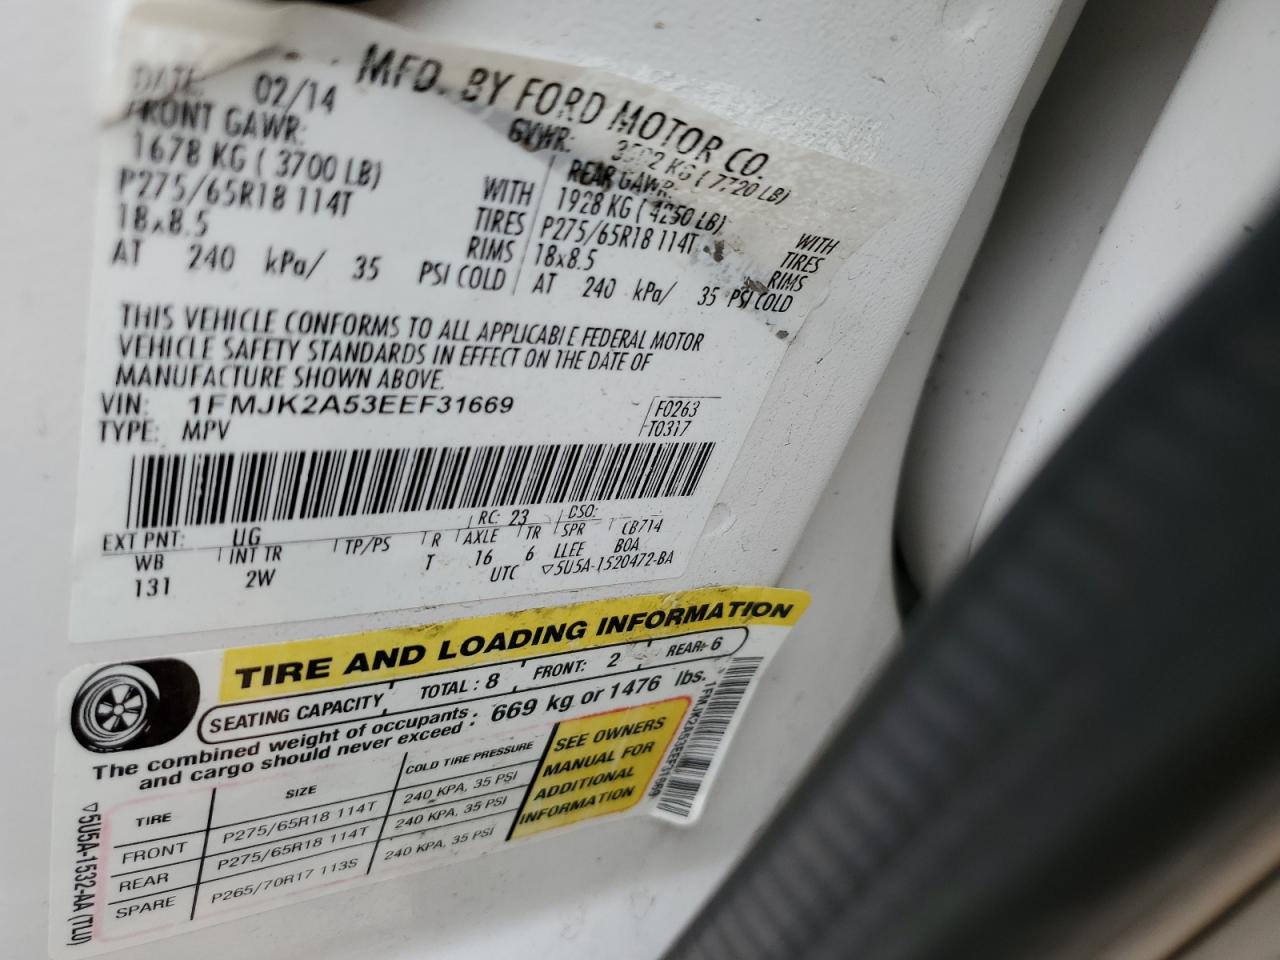 MFD. BY FORD MOTOR CO.
DATE: 02/14 GVWR: KG ( 7720 LB)
FRONT GAWR: REAR GAWR:
1678 KG ( 3700 LB) WITH 1928 KG ( 4250 LB) WITH
P275/65R18 114T TIRES P275/65R18 114T TIRES
18x8.5 RIMS 18x8.5 RIMS
AT 240 kPa/ 35 PSI COLD AT 240 kPa/ 35 PSI COLD
THIS VEHICLE CONFORMS TO ALL APPLICABLE FEDERAL MOTOR
VEHICLE SAFETY STANDARDS IN EFFECT ON THE DATE OF
MANUFACTURE SHOWN ABOVE.
VIN: 1FMJK2A53EEF31669 F0263
TYPE: MPV T0317
EXT PNT: UG RC: 23 DSO:
WB INT TR TP/PS R AXLE TR SPR CB714
131 2W T 16 6 LLEE BOA
UTC ▽5U5A-1520472-BA
TIRE AND LOADING INFORMATION
SEATING CAPACITY TOTAL : 8 FRONT: 2 REAR: 6
The combined weight of occupants
and cargo should never exceed : 669 kg or 1476 lbs.
TIRE SIZE COLD TIRE PRESSURE
FRONT P275/65R18 114T 240 KPA, 35 PSI
REAR P275/65R18 114T 240 KPA, 35 PSI
SPARE P265/70R17 113S 240 KPA, 35 PSI
SEE OWNERS
MANUAL FOR
ADDITIONAL
INFORMATION
1FMJK2A53EEF31669
▽5U5A-1532-AA (TLU)